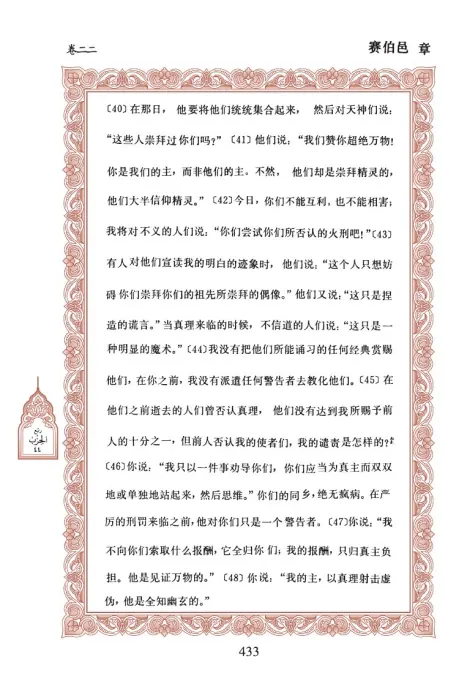 卷二二
赛伯邑 章
〔40〕在那日，他要将他们统统集合起来，然后对天神们说：
“这些人崇拜过你们吗？”〔41〕他们说：“我们赞你超绝万物！
你是我们的主，而非他们的主。不然，他们却是崇拜精灵的，
他们大半信仰精灵。”〔42〕今日，你们不能互利，也不能相害；
我将对不义的人们说：“你们尝试你们所否认的火刑吧！”〔43〕
有人对他们宣读我的明白的迹象时，他们说：“这个人只想妨
碍你们崇拜你们的祖先所崇拜的偶像。”他们又说：“这只是捏
造的谎言。”当真理来临的时候，不信道的人们说：“这只是一
种明显的魔术。”〔44〕我没有把他们所能诵习的任何经典赏赐
他们，在你之前，我没有派遣任何警告者去教化他们。〔45〕在
他们之前逝去的人们曾否认真理，他们没有达到我所赐予前
人的十分之一，但前人否认我的使者们，我的谴责是怎样的？
〔46〕你说：“我只以一件事劝导你们，你们应当为真主而双双
地或单独地站起来，然后思维。”你们的同乡，绝无疯病。在严
厉的刑罚来临之前，他对你们只是一个警告者。〔47〕你说：“我
不向你们索取什么报酬，它全归你们；我的报酬，只归真主负
担。他是见证万物的。”〔48〕你说：“我的主，以真理射击虚
伪，他是全知幽玄的。”
ربع
الحزب
٤٤
433